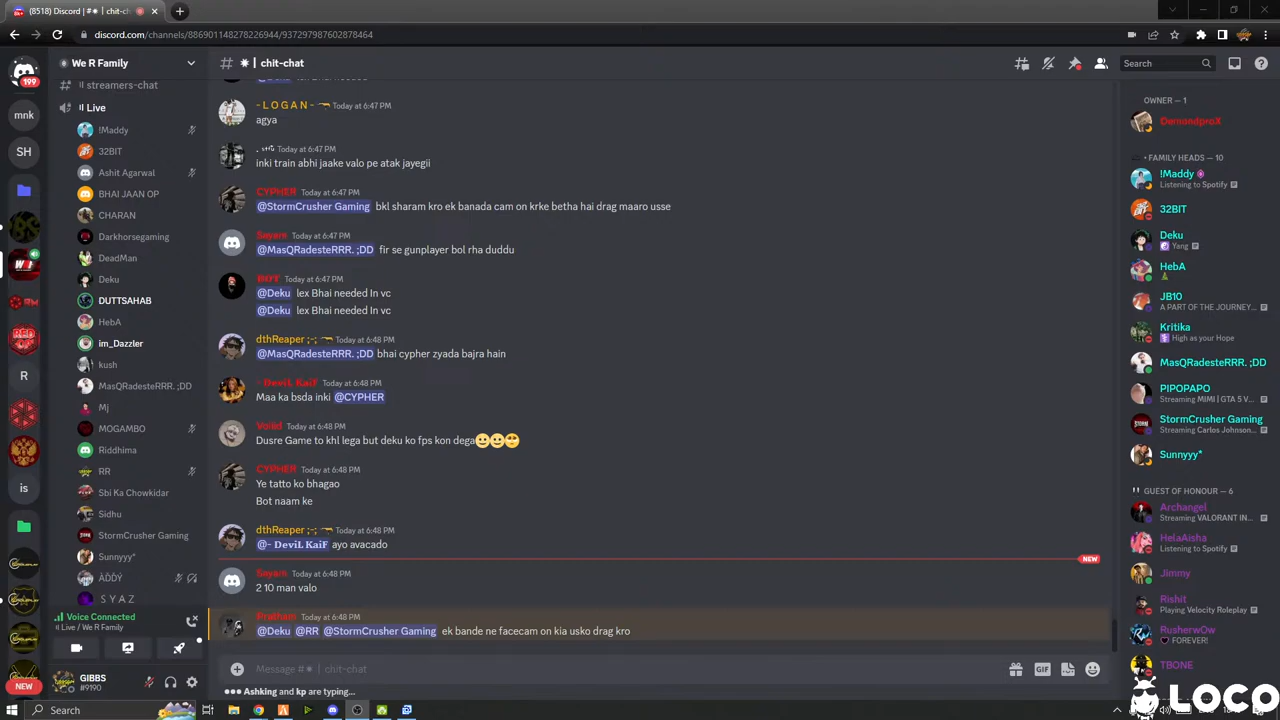 (8518) Discord | #✷ | chit-ch
discord.com/channels/886901148278226944/937297987602878464
199
mnk
SH
R
is
NEW
We R Family
streamers-chat
Live
!Maddy
32BIT
Ashit Agarwal
BHAI JAAN OP
CHARAN
Darkhorsegaming
DeadMan
Deku
DUTTSAHAB
HebA
im_Dazzler
kush
MasQRadesteRRR. ;DD
Mj
MOGAMBO
Riddhima
RR
Sbi Ka Chowkidar
Sidhu
StormCrusher Gaming
Sunnyyy*
S Y A Z
Voice Connected
Live / We R Family
GIBBS
#9190
✷ | chit-chat
Search
- L O G A N - Today at 6:47 PM
agya
Today at 6:47 PM
inki train abhi jaake valo pe atak jayegii
CYPHER Today at 6:47 PM
@StormCrusher Gaming bkl sharam kro ek banada cam on krke betha hai drag maaro usse
Today at 6:47 PM
@MasQRadesteRRR. ;DD fir se gunplayer bol rha duddu
Today at 6:47 PM
@Deku lex Bhai needed In vc
@Deku lex Bhai needed In vc
dthReaper ;-; Today at 6:48 PM
@MasQRadesteRRR. ;DD bhai cypher zyada bajra hain
- DeviL KaiF Today at 6:48 PM
Maa ka bsda inki @CYPHER
Voiiid Today at 6:48 PM
Dusre Game to khl lega but deku ko fps kon dega
CYPHER Today at 6:48 PM
Ye tatto ko bhagao
Bot naam ke
dthReaper ;-; Today at 6:48 PM
@- DeviL KaiF ayo avacado
NEW
Today at 6:48 PM
2 10 man valo
Pratham Today at 6:48 PM
@Deku @RR @StormCrusher Gaming ek bande ne facecam on kia usko drag kro
Message #✷ | chit-chat
GIF
Ashking and kp are typing...
OWNER — 1
DamandproX
FAMILY HEADS — 10
!Maddy
Listening to Spotify
32BIT
Deku
Yang
HebA
JB10
A PART OF THE JOURNEY...
Kritika
High as your Hope
MasQRadesteRRR. ;DD
PIPOPAPO
Streaming MIMI | GTA 5 V...
StormCrusher Gaming
Streaming Carlos Johnson...
Sunnyyy*
GUEST OF HONOUR — 6
Archangel
Streaming VALORANT IN...
HelaAisha
Listening to Spotify
Jimmy
Rishit
Playing Velocity Roleplay
RusherwOw
FOREVER!
TBONE
LOCO
Search